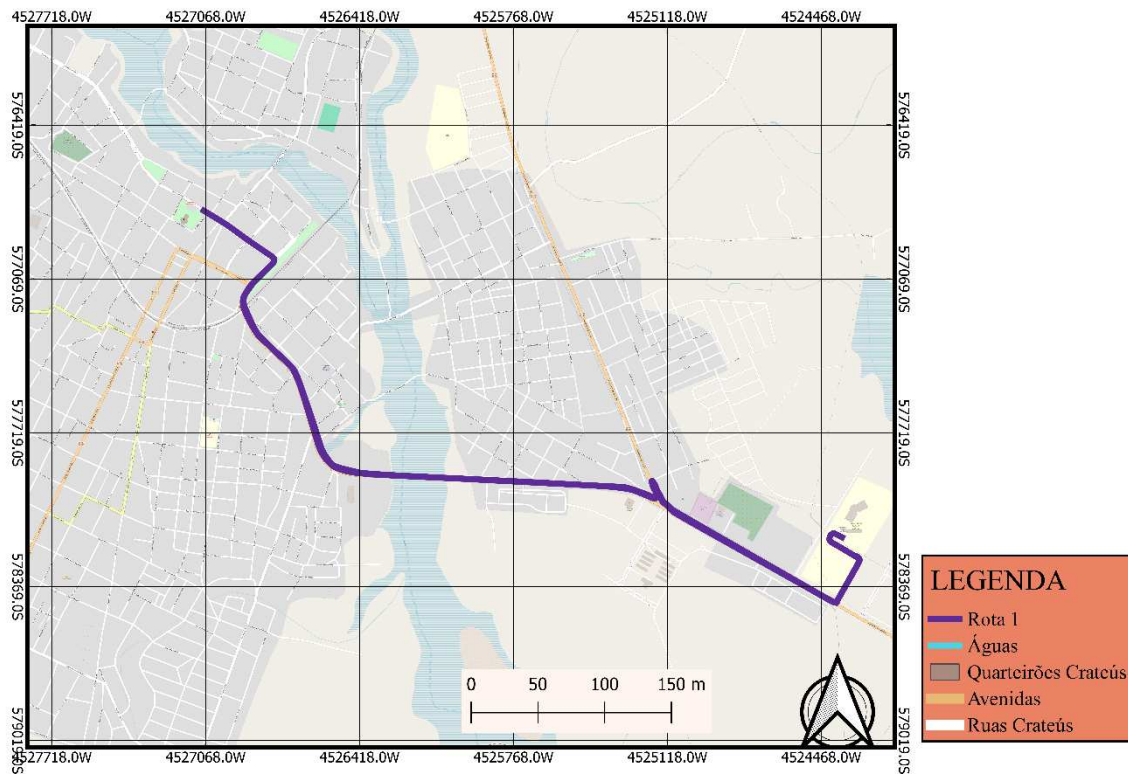 4527718.0W 4527068.0W 4526418.0W 4525768.0W 4525118.0W 4524468.0W
576419.0S 576419.0S
577069.0S 577069.0S
577719.0S 577719.0S
578369.0S 578369.0S
579019.0S 579019.0S
0 50 100 150 m
4527718.0W 4527068.0W 4526418.0W 4525768.0W 4525118.0W 4524468.0W
LEGENDA
Rota 1
Águas
Quarteirões Crateús
Avenidas
Ruas Crateús